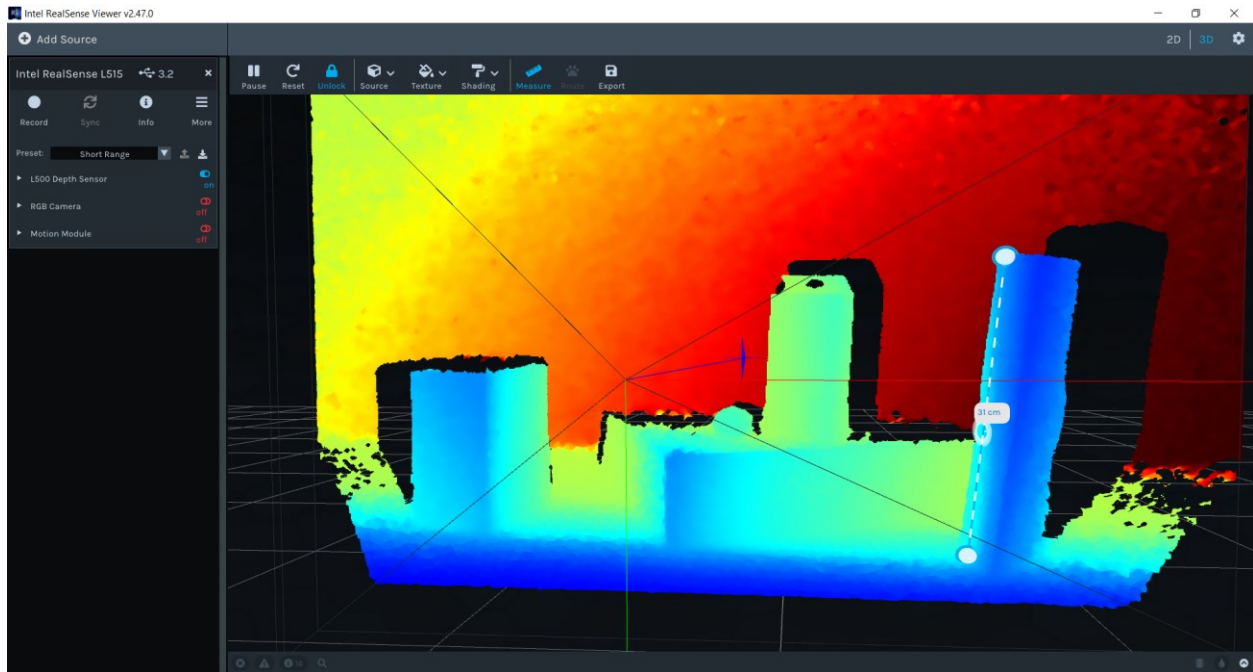 Intel RealSense Viewer v2.47.0
Add Source
2D | 3D
Intel RealSense L515 3.2
Pause Reset Unlock Source Texture Shading Measure Route Export
Record Sync Info More
Preset: Short Range
L500 Depth Sensor on
RGB Camera off
Motion Module off
31 cm